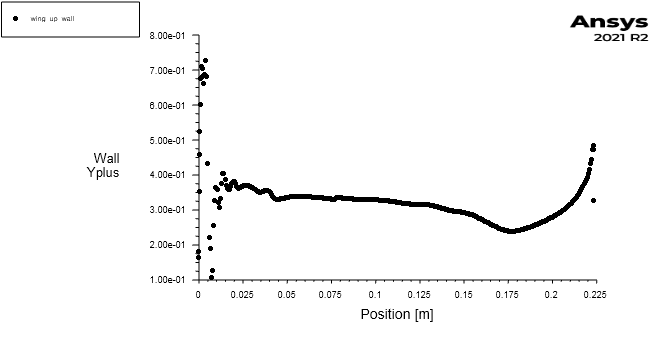 wing up wall
Ansys
2021 R2
8.00e-01
7.00e-01
6.00e-01
5.00e-01
4.00e-01
3.00e-01
2.00e-01
1.00e-01
Wall
Yplus
0 0.025 0.05 0.075 0.1 0.125 0.15 0.175 0.2 0.225
Position [m]